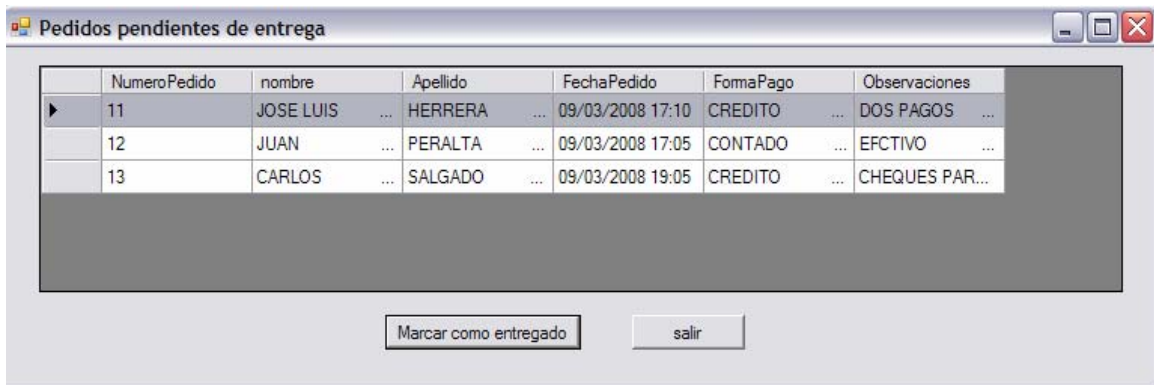 Pedidos pendientes de entrega
NumeroPedido nombre Apellido FechaPedido FormaPago Observaciones
11 JOSE LUIS ... HERRERA ... 09/03/2008 17:10 CREDITO ... DOS PAGOS ...
12 JUAN ... PERALTA ... 09/03/2008 17:05 CONTADO ... EFCTIVO ...
13 CARLOS ... SALGADO ... 09/03/2008 19:05 CREDITO ... CHEQUES PAR...
Marcar como entregado salir